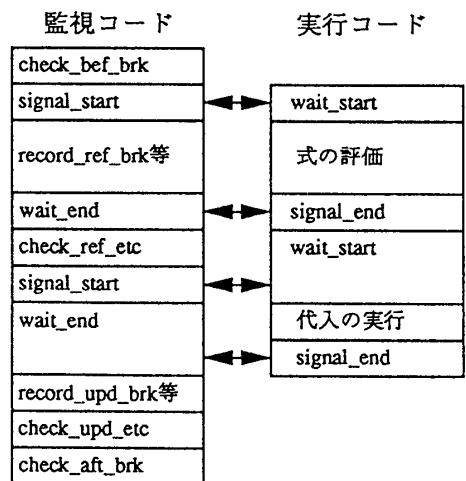 監視コード
実行コード
check_bef_brk
signal_start
wait_start
record_ref_brk等
式の評価
wait_end
signal_end
check_ref_etc
wait_start
signal_start
wait_end
代入の実行
signal_end
record_upd_brk等
check_upd_etc
check_aft_brk